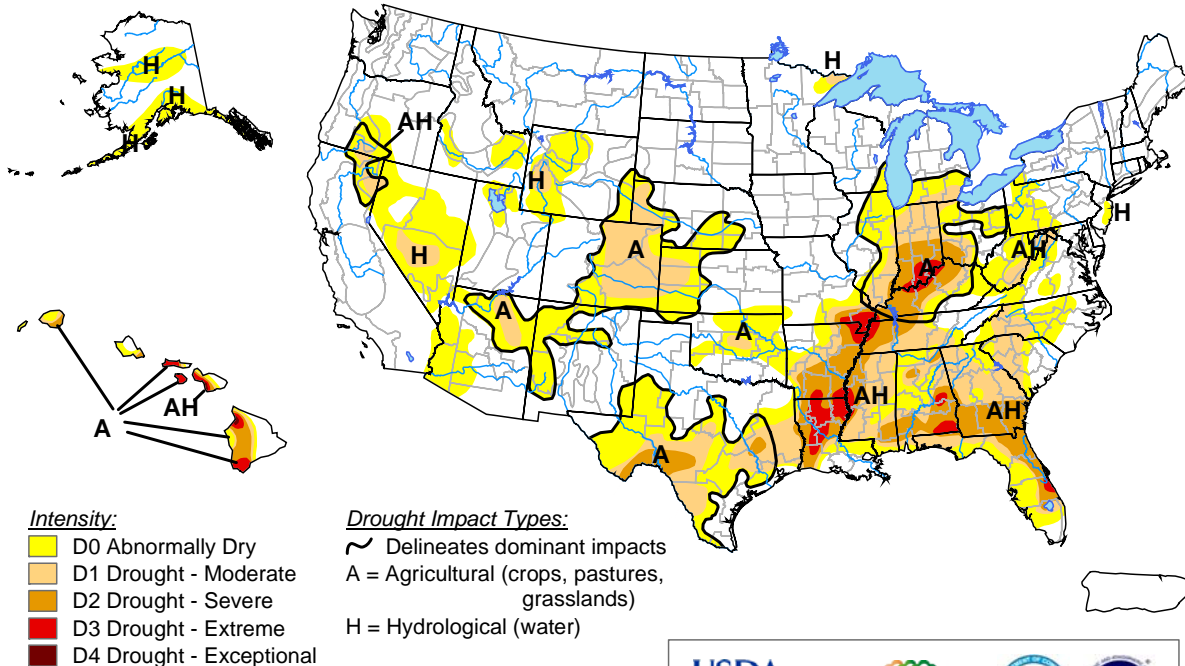 H
H
H
H
AH
H
H
A
H
A
AH
H
A
A
A
AH
AH
A
AH
A
Intensity:
D0 Abnormally Dry
D1 Drought - Moderate
D2 Drought - Severe
D3 Drought - Extreme
D4 Drought - Exceptional
Drought Impact Types:
Delineates dominant impacts
A = Agricultural (crops, pastures,
grasslands)
H = Hydrological (water)
USDA